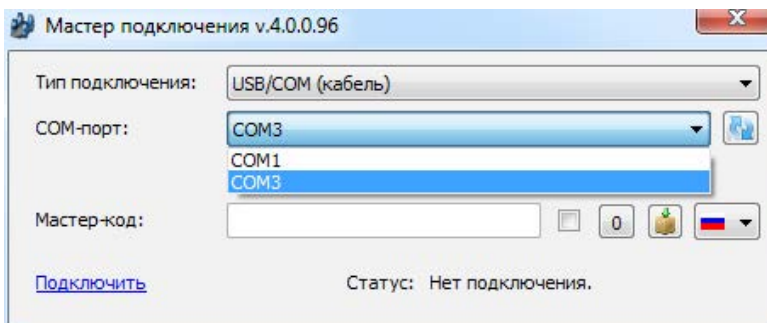 Мастер подключения v.4.0.0.96
Тип подключения: USB/COM (кабель)
COM-порт: COM3
COM1
COM3
Мастер-код: 0
Подключить Статус: Нет подключения.